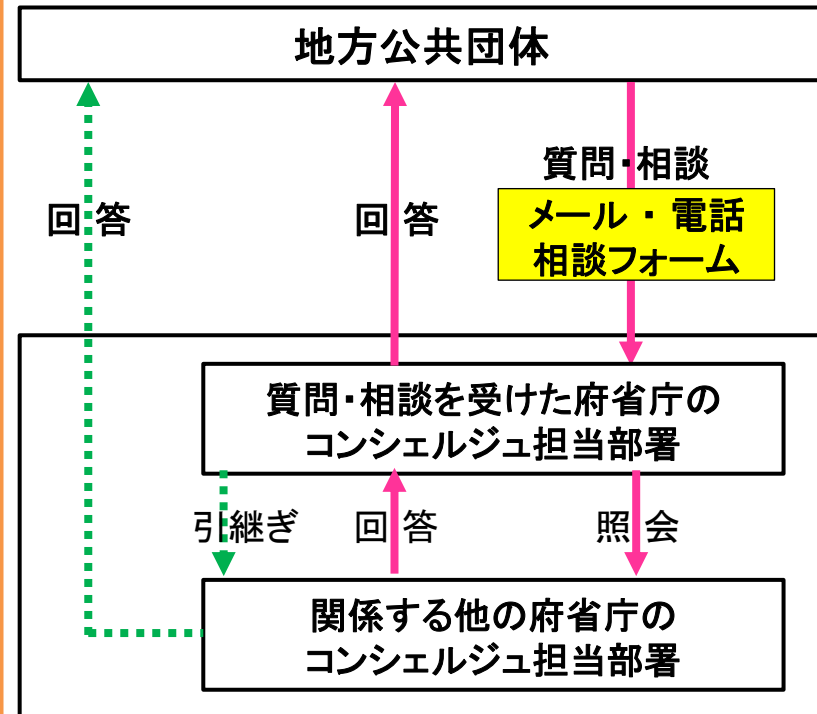 地方公共団体
質問・相談
回答
回答
メール・電話
相談フォーム
質問・相談を受けた府省庁の
コンシェルジュ担当部署
引継ぎ
回答
照会
関係する他の府省庁の
コンシェルジュ担当部署